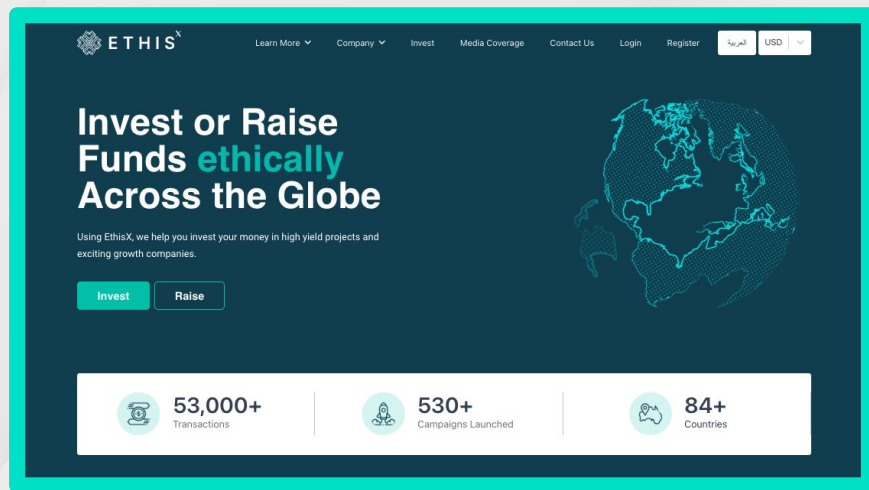 ETHIS X
Learn More
Company
Invest
Media Coverage
Contact Us
Login
Register
العربية
USD
Invest or Raise
Funds ethically
Across the Globe
Using EthisX, we help you invest your money in high yield projects and
exciting growth companies.
Invest
Raise
53,000+
Transactions
530+
Campaigns Launched
84+
Countries